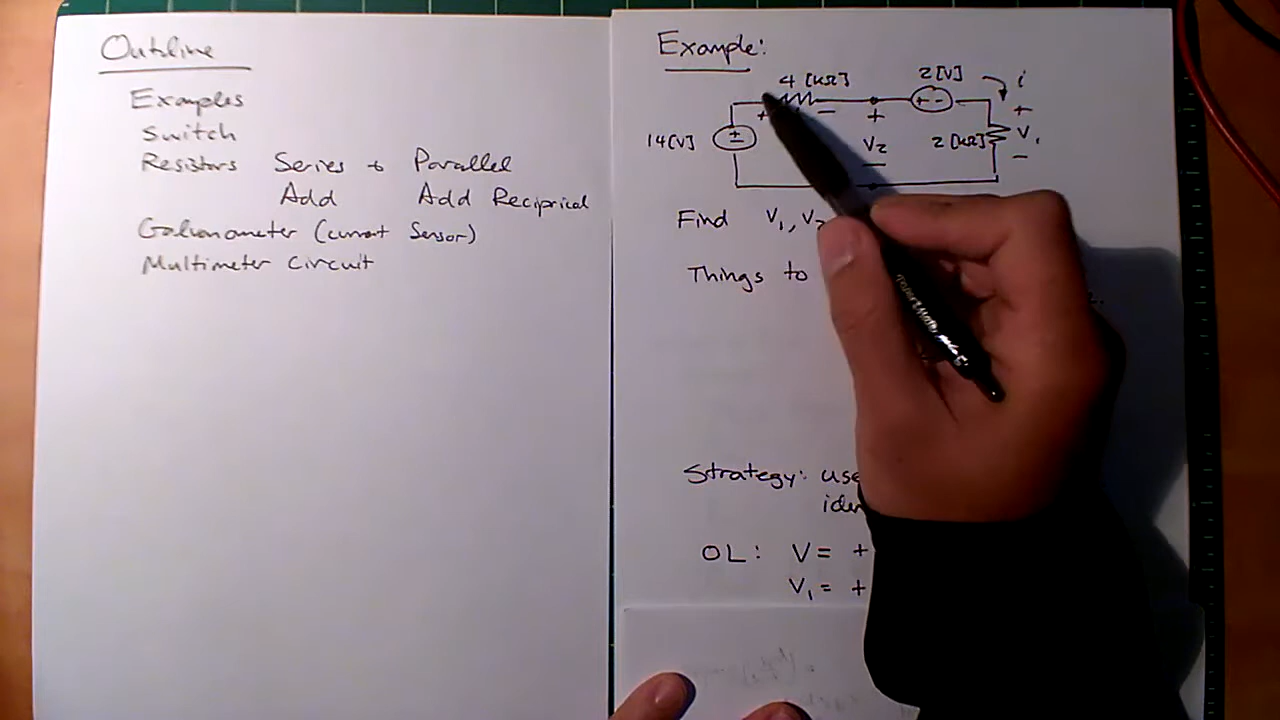 Outline
Examples
Switch
Resistors Series + Parallel
Add Add Reciprical
Galvanometer (current Sensor)
Multimeter Circuit
Example:
4 [kΩ] 2[V] i
+ - + + - +
14[V] ± V2 2[kΩ] V1
- -
Find V1, V2
Things to
Strategy: use
OL: V = +
V1 = +
PaperMate